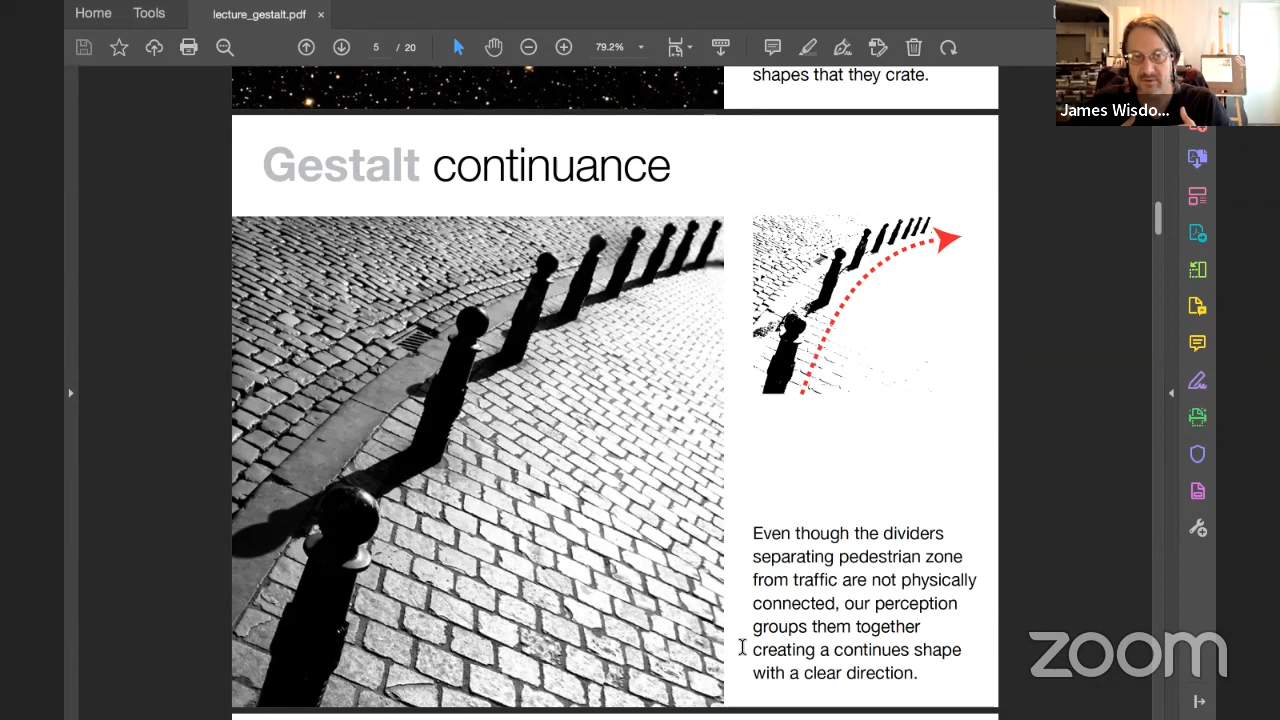 Home
Tools
lecture_gestalt.pdf
×
5 / 20
79.2%
James Wisdo...
shapes that they crate.
Gestalt continuance
Even though the dividers
separating pedestrian zone
from traffic are not physically
connected, our perception
groups them together
creating a continues shape
with a clear direction.
zoom